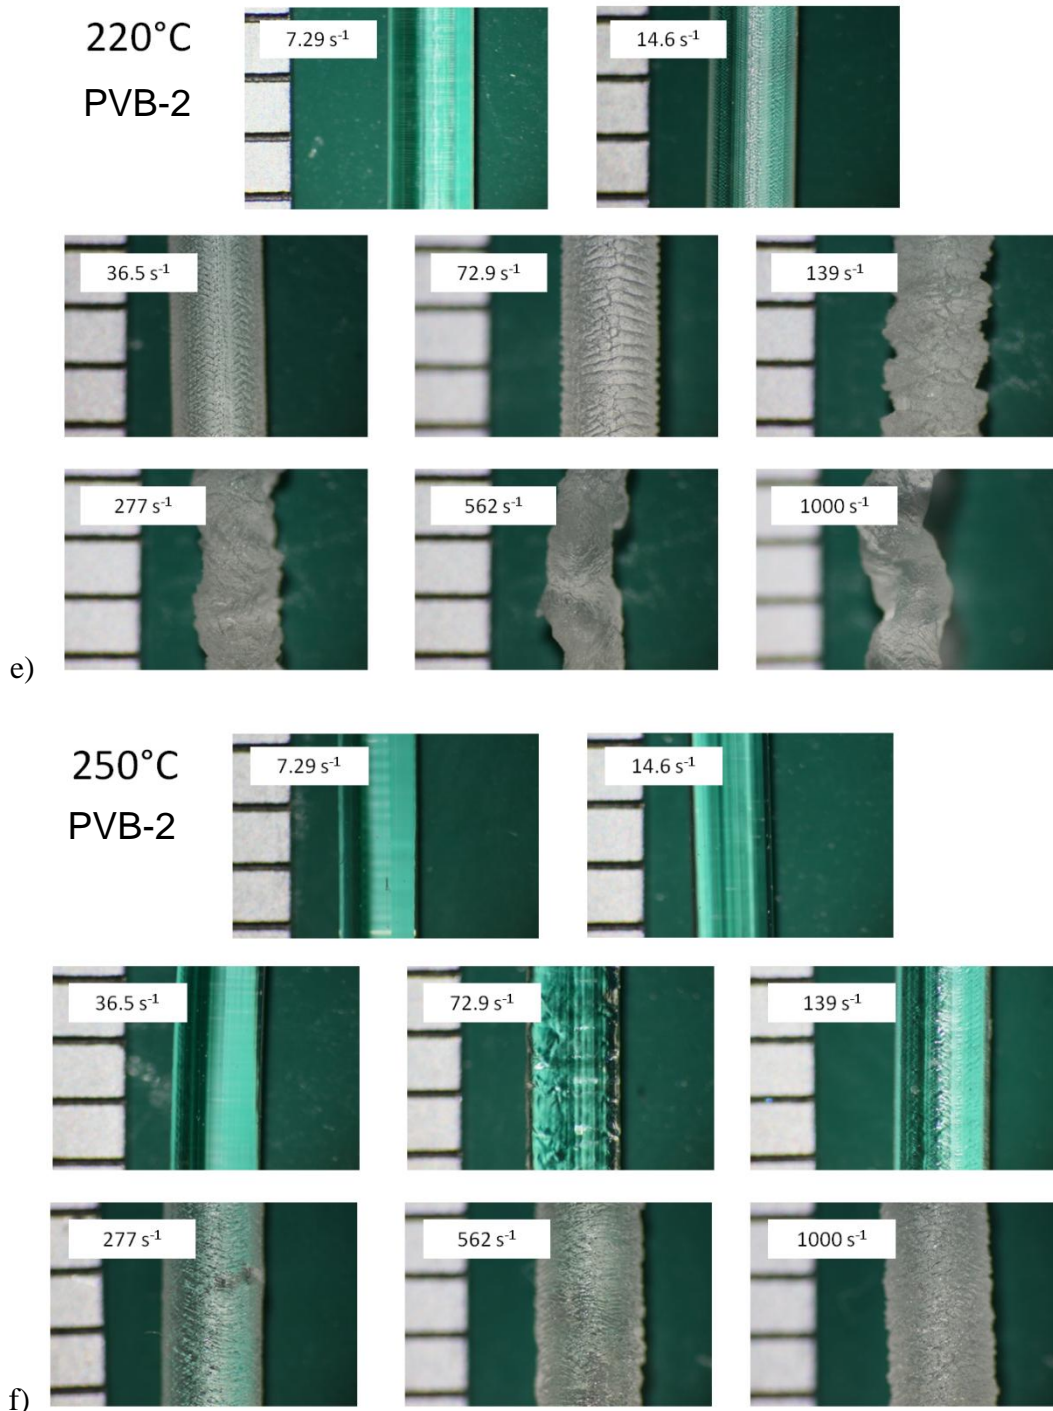 220°C
PVB-2
7.29 s⁻¹
14.6 s⁻¹
36.5 s⁻¹
72.9 s⁻¹
139 s⁻¹
277 s⁻¹
562 s⁻¹
1000 s⁻¹
e)
250°C
PVB-2
7.29 s⁻¹
14.6 s⁻¹
36.5 s⁻¹
72.9 s⁻¹
139 s⁻¹
277 s⁻¹
562 s⁻¹
1000 s⁻¹
f)